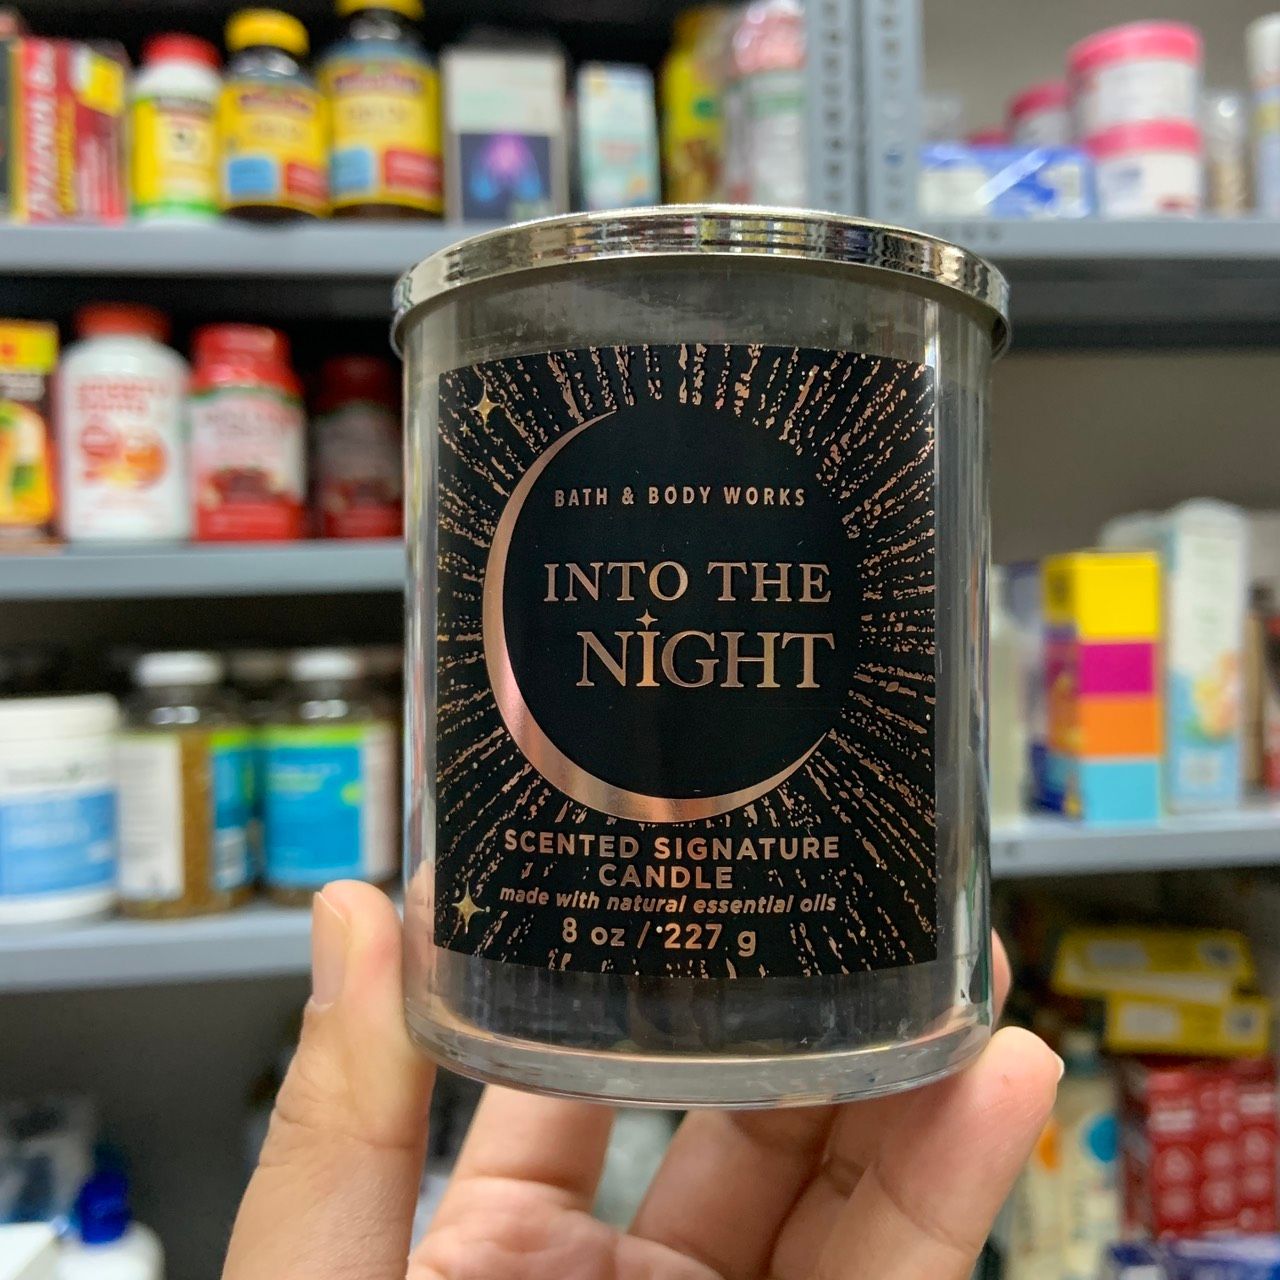 BATH & BODY WORKS
INTO THE
NIGHT
SCENTED SIGNATURE
CANDLE
made with natural essential oils
8 oz / 227 g